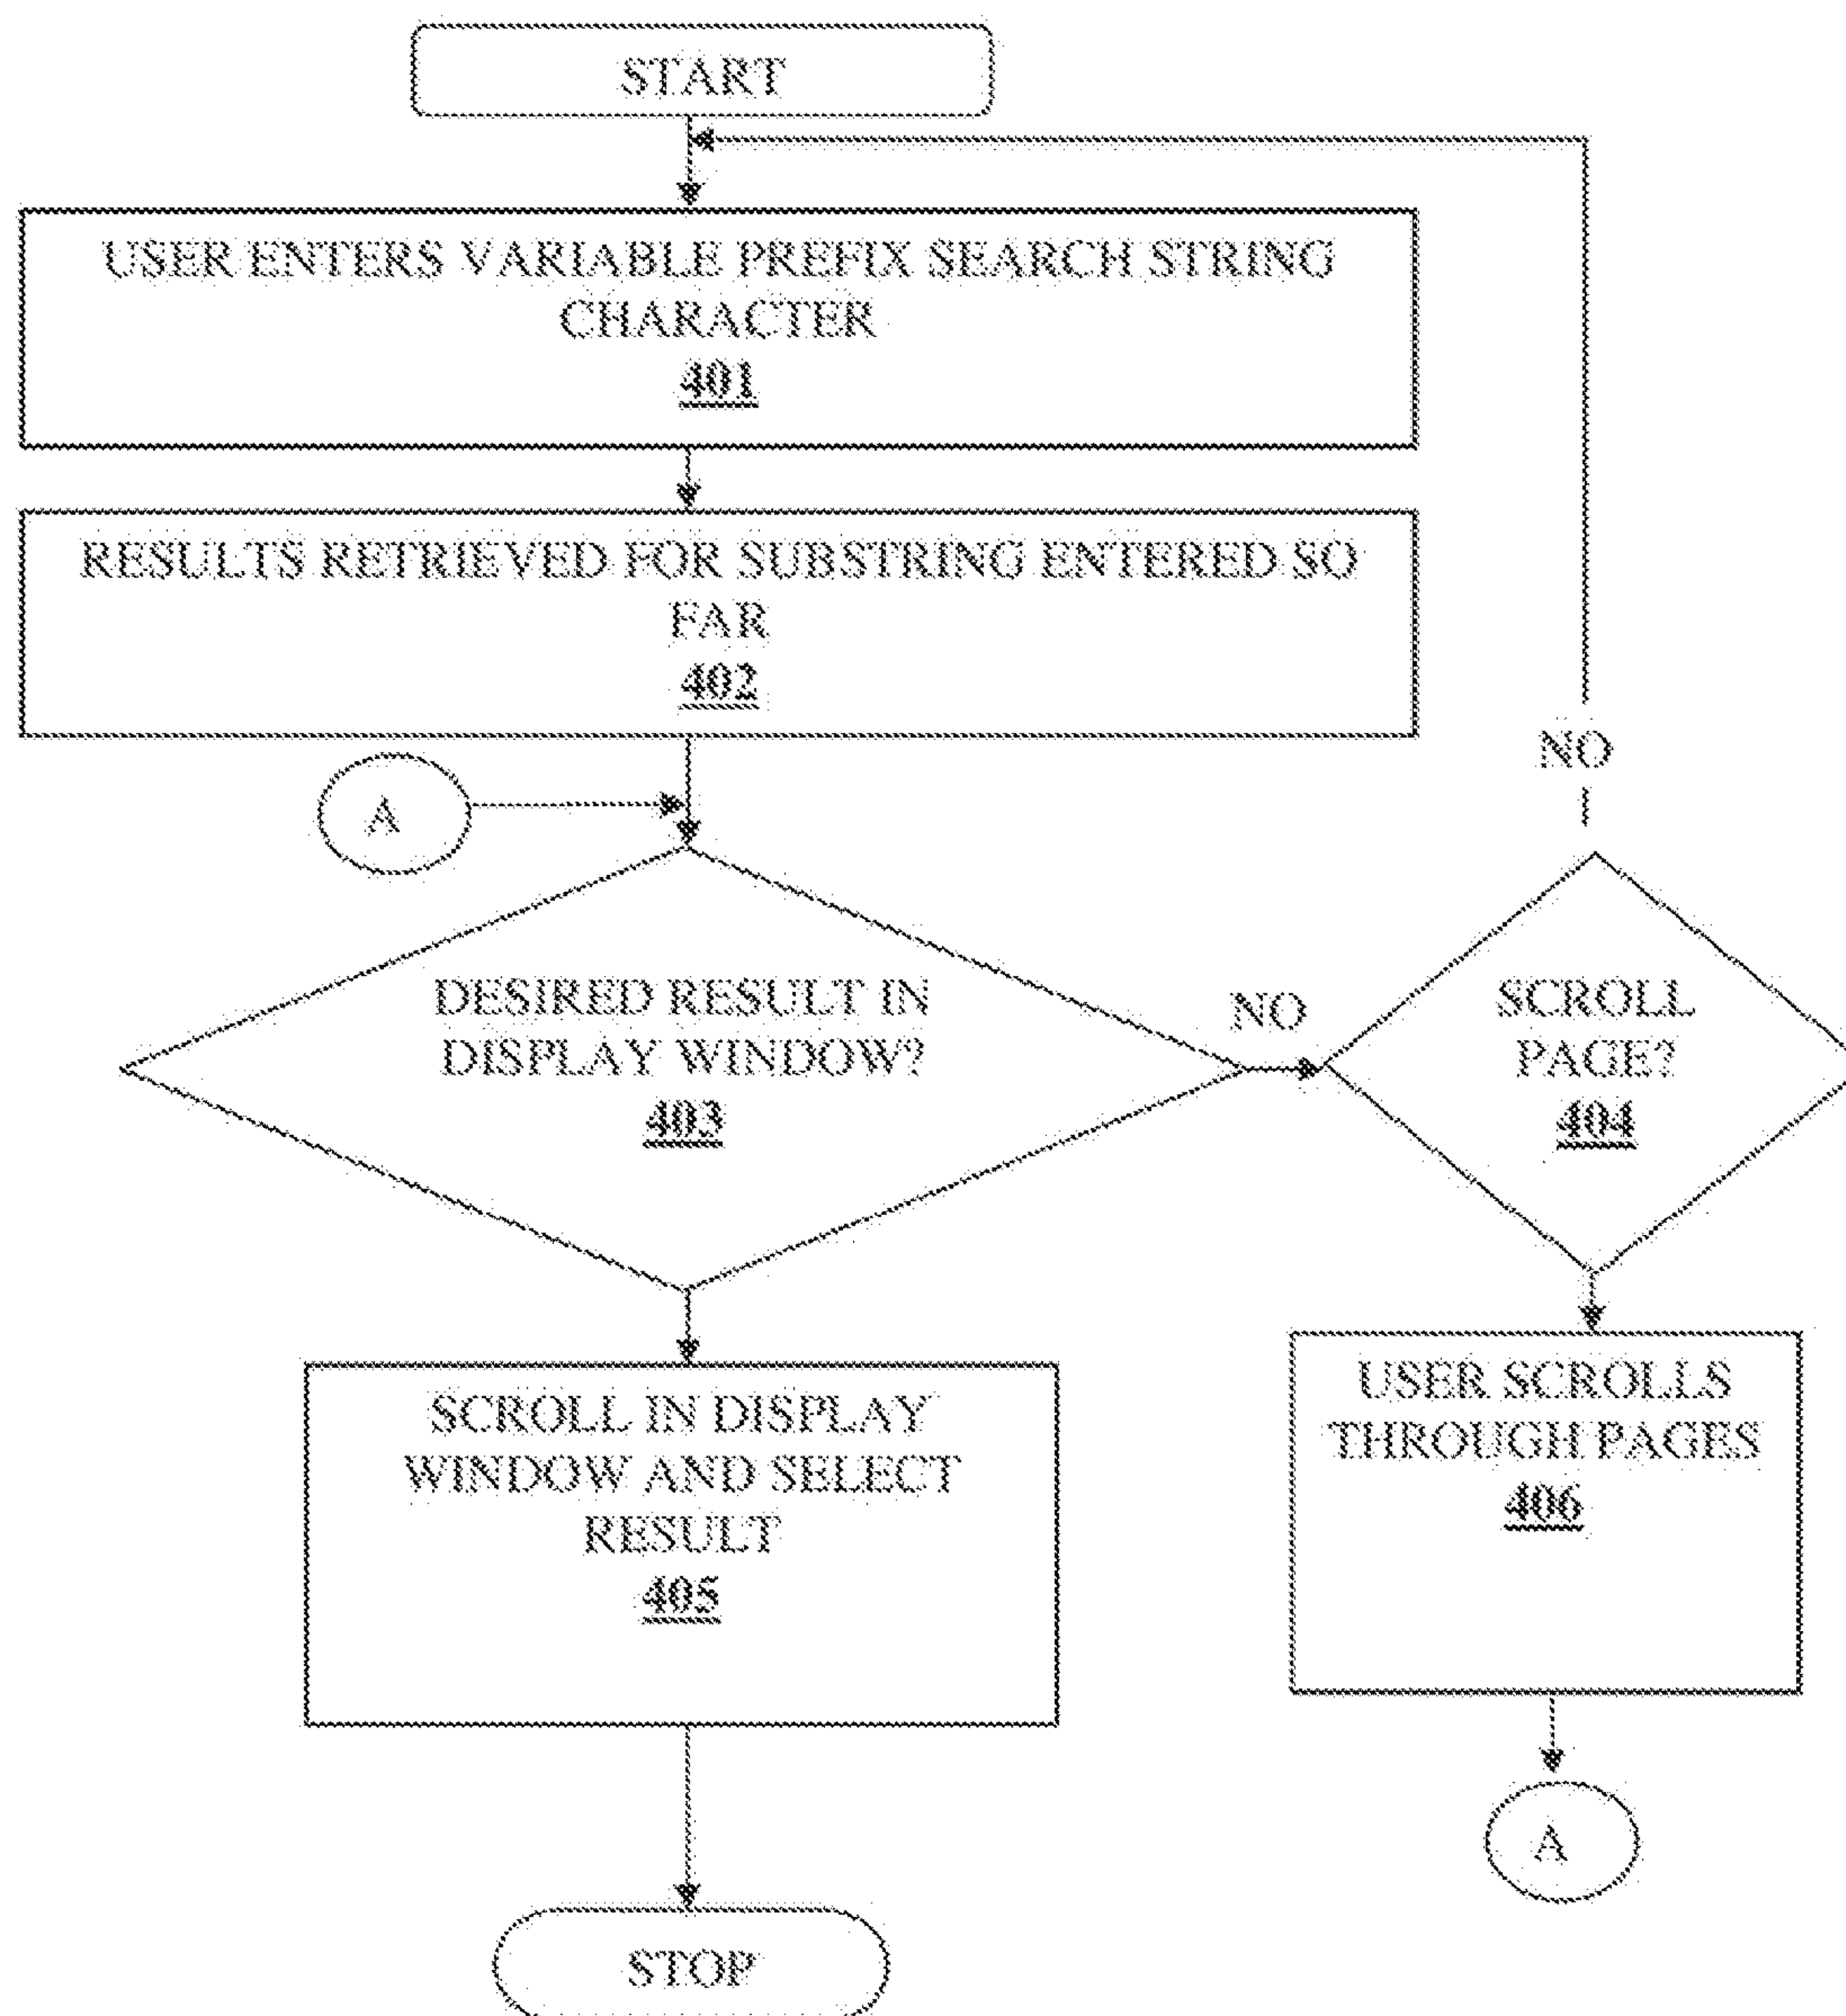 START
USER ENTERS VARIABLE PREFIX SEARCH STRING
CHARACTER
401
RESULTS RETRIEVED FOR SUBSTRING ENTERED SO
FAR
402
NO
A
DESIRED RESULT IN
DISPLAY WINDOW?
403
NO
SCROLL
PAGE?
404
SCROLL IN DISPLAY
WINDOW AND SELECT
RESULT
405
USER SCROLLS
THROUGH PAGES
406
A
STOP